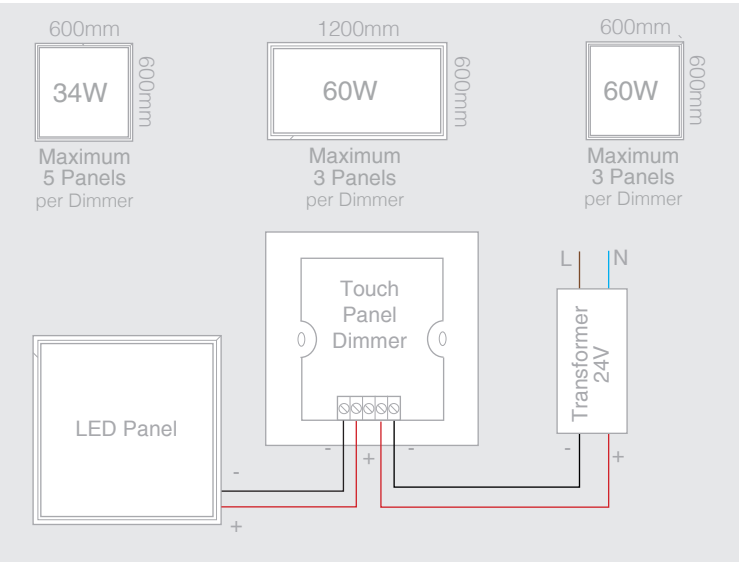 600mm
600mm
34W
Maximum
5 Panels
per Dimmer
1200mm
600mm
60W
Maximum
3 Panels
per Dimmer
600mm
600mm
60W
Maximum
3 Panels
per Dimmer
Touch
Panel
Dimmer
L N
Transformer
24V
LED Panel
- + -
- +
-
+